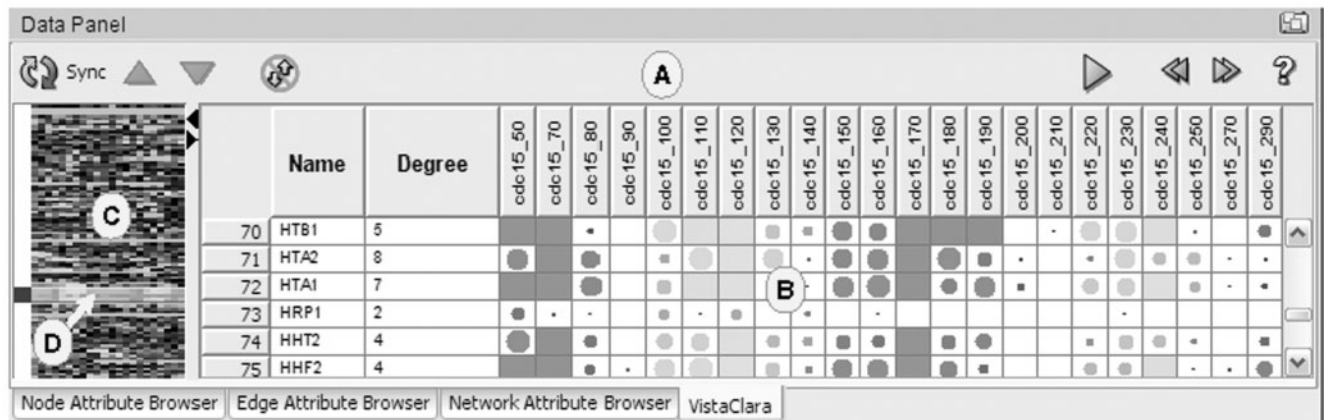 Data Panel
Sync
A
?
Name Degree cdc15_50 cdc15_70 cdc15_80 cdc15_90 cdc15_100 cdc15_110 cdc15_120 cdc15_130 cdc15_140 cdc15_150 cdc15_160 cdc15_170 cdc15_180 cdc15_190 cdc15_200 cdc15_210 cdc15_220 cdc15_230 cdc15_240 cdc15_250 cdc15_270 cdc15_290
C
70 HTB1 5
71 HTA2 8
72 HTA1 7
B
73 HRP1 2
D
74 HHT2 4
75 HHF2 4
Node Attribute Browser Edge Attribute Browser Network Attribute Browser VistaClara